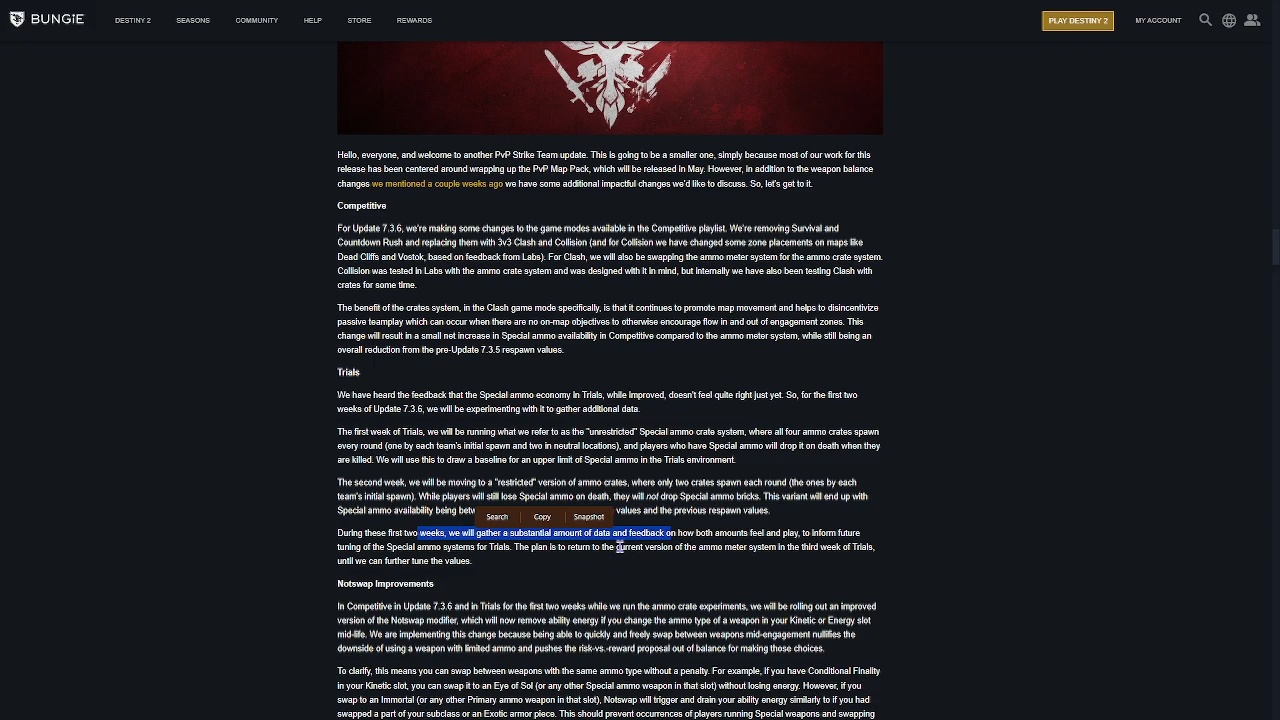 BUNGiE DESTINY 2 SEASONS COMMUNITY HELP STORE REWARDS PLAY DESTINY 2 MY ACCOUNT
Hello, everyone, and welcome to another PvP Strike Team update. This is going to be a smaller one, simply because most of our work for this
release has been centered around wrapping up the PvP Map Pack, which will be released in May. However, in addition to the weapon balance
changes we mentioned a couple weeks ago we have some additional impactful changes we'd like to discuss. So, let's get to it.
Competitive
For Update 7.3.6, we're making some changes to the game modes available in the Competitive playlist. We're removing Survival and
Countdown Rush and replacing them with 3v3 Clash and Collision (and for Collision we have changed some zone placements on maps like
Dead Cliffs and Vostok, based on feedback from Labs). For Clash, we will also be swapping the ammo meter system for the ammo crate system.
Collision was tested in Labs with the ammo crate system and was designed with it in mind, but internally we have also been testing Clash with
crates for some time.
The benefit of the crates system, in the Clash game mode specifically, is that it continues to promote map movement and helps to disincentivize
passive teamplay which can occur when there are no on-map objectives to otherwise encourage flow in and out of engagement zones. This
change will result in a small net increase in Special ammo availability in Competitive compared to the ammo meter system, while still being an
overall reduction from the pre-Update 7.3.5 respawn values.
Trials
We have heard the feedback that the Special ammo economy in Trials, while improved, doesn't feel quite right just yet. So, for the first two
weeks of Update 7.3.6, we will be experimenting with it to gather additional data.
The first week of Trials, we will be running what we refer to as the "unrestricted" Special ammo crate system, where all four ammo crates spawn
every round (one by each team's initial spawn and two in neutral locations), and players who have Special ammo will drop it on death when they
are killed. We will use this to draw a baseline for an upper limit of Special ammo in the Trials environment.
The second week, we will be moving to a "restricted" version of ammo crates, where only two crates spawn each round (the ones by each
team's initial spawn). While players will still lose Special ammo on death, they will not drop Special ammo bricks. This variant will end up with
Special ammo availability being betw values and the previous respawn values.
Search Copy Snapshot
During these first two weeks, we will gather a substantial amount of data and feedback on how both amounts feel and play, to inform future
tuning of the Special ammo systems for Trials. The plan is to return to the current version of the ammo meter system in the third week of Trials,
until we can further tune the values.
Notswap Improvements
In Competitive in Update 7.3.6 and in Trials for the first two weeks while we run the ammo crate experiments, we will be rolling out an improved
version of the Notswap modifier, which will now remove ability energy if you change the ammo type of a weapon in your Kinetic or Energy slot
mid-life. We are implementing this change because being able to quickly and freely swap between weapons mid-engagement nullifies the
downside of using a weapon with limited ammo and pushes the risk-vs.-reward proposal out of balance for making those choices.
To clarify, this means you can swap between weapons with the same ammo type without a penalty. For example, if you have Conditional Finality
in your Kinetic slot, you can swap it to an Eye of Sol (or any other Special ammo weapon in that slot) without losing energy. However, if you
swap to an Immortal (or any other Primary ammo weapon in that slot), Notswap will trigger and drain your ability energy similarly to if you had
swapped a part of your subclass or an Exotic armor piece. This should prevent occurrences of players running Special weapons and swapping